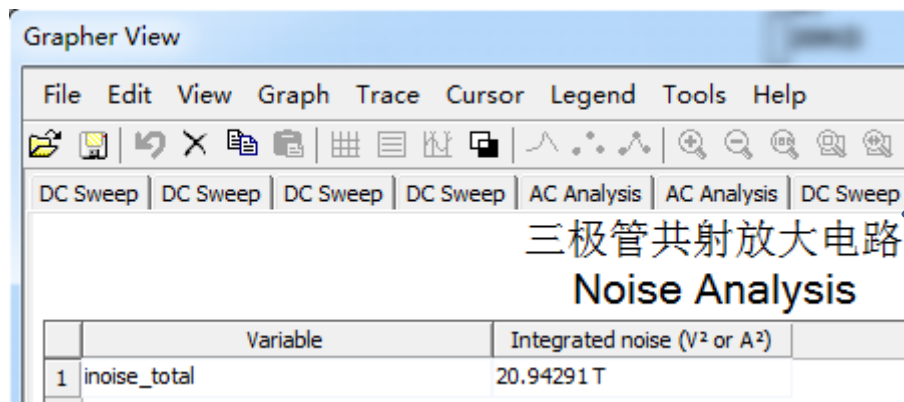 Grapher View
File Edit View Graph Trace Cursor Legend Tools Help
DC Sweep DC Sweep DC Sweep DC Sweep AC Analysis AC Analysis DC Sweep
三极管共射放大电路
Noise Analysis
Variable Integrated noise (V² or A²)
1 inoise_total 20.94291 T